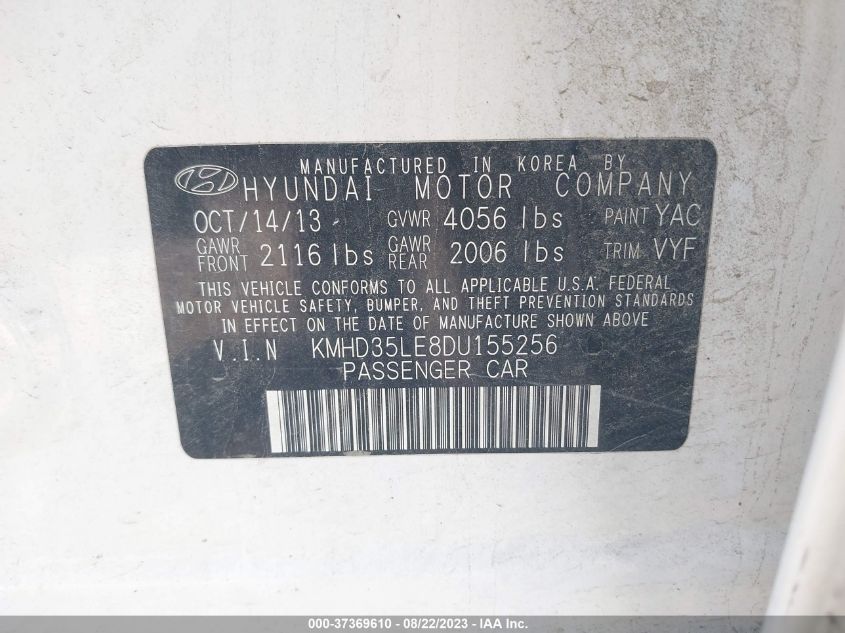 MANUFACTURED IN KOREA BY
HYUNDAI MOTOR COMPANY
OCT/14/13 GVWR 4056 lbs PAINT YAC
GAWR FRONT 2116 lbs GAWR REAR 2006 lbs TRIM VYF
THIS VEHICLE CONFORMS TO ALL APPLICABLE U.S.A. FEDERAL
MOTOR VEHICLE SAFETY, BUMPER, AND THEFT PREVENTION STANDARDS
IN EFFECT ON THE DATE OF MANUFACTURE SHOWN ABOVE
V.I.N KMHD35LE8DU155256
PASSENGER CAR
000-37369610 - 08/22/2023 - IAA Inc.